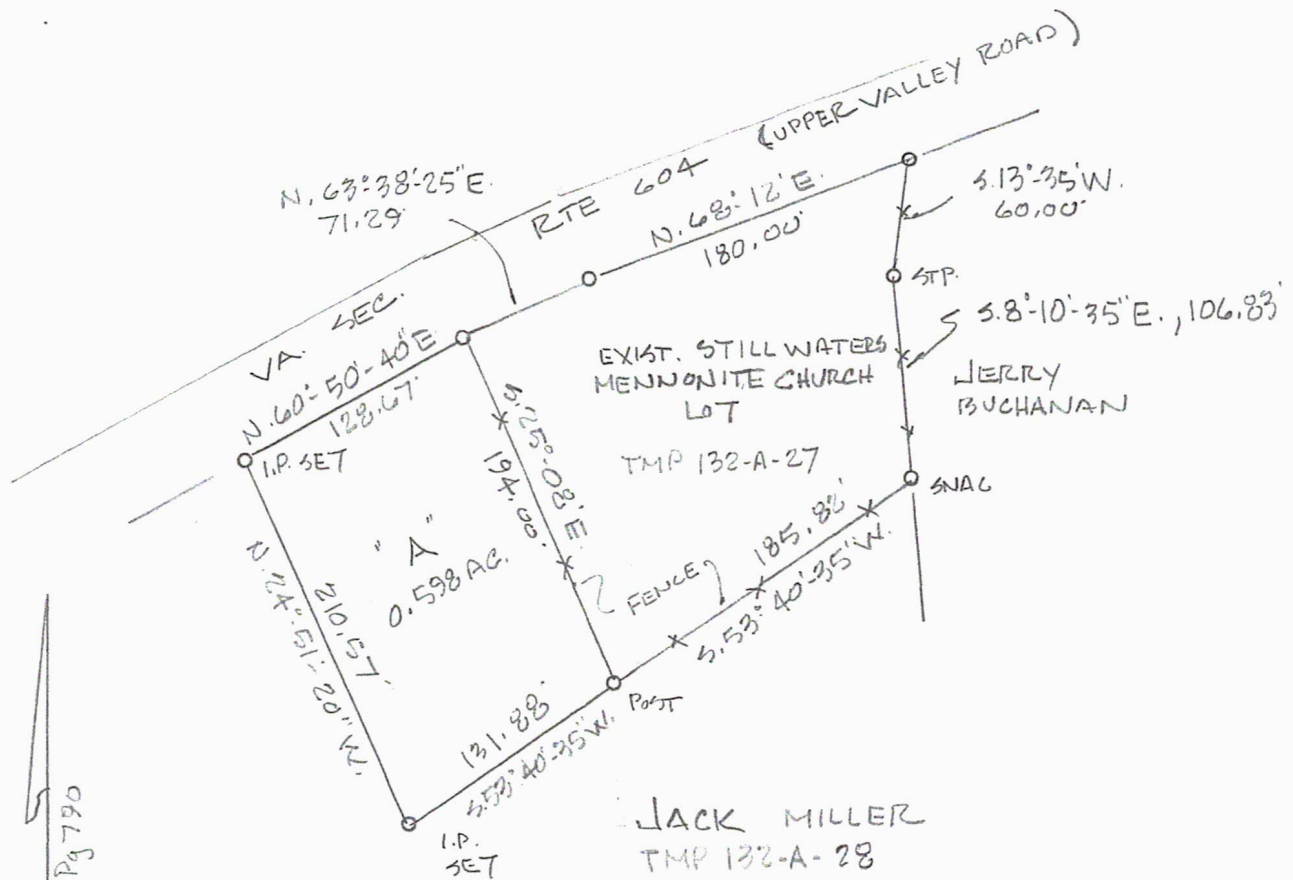 VA. SEC. RTE 604 (UPPER VALLEY ROAD)
N. 63°-38'-25" E.
71.29'
N. 68°-12' E.
180.00'
S.13°-35' W.
60.00'
STP.
S.8°-10'-35" E., 106.83'
N. 60°-50'-40" E
128.67'
I.P. SET
EXIST. STILL WATERS
MENNONITE CHURCH
LOT
TMP 132-A-27
JERRY
BUCHANAN
S.25°-08' E.
194.00'
SNAG
"A"
0.598 AC.
N. 24°-51'-20" W.
210.57'
FENCE
185.88'
S.53°-40'-35" W.
POST
131.88'
S.53°-40'-35" W.
I.P.
SET
JACK MILLER
TMP 132-A-28
Pg 790